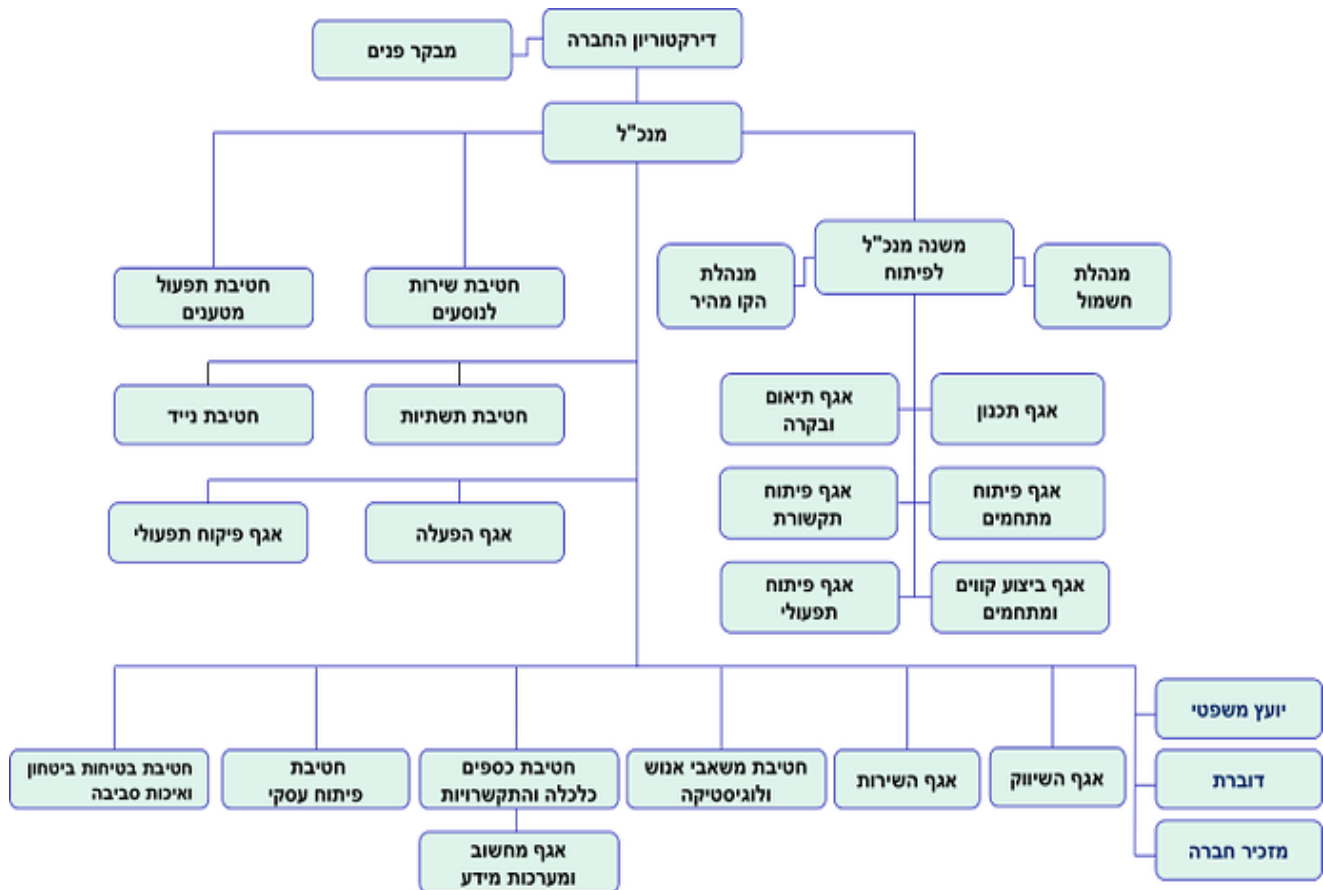 דירקטוריון החברה
מבקר פנים
מנכ"ל
משנה מנכ"ל
לפיתוח
מנהלת
חשמול
מנהלת
הקו מהיר
חטיבת שירות
לנוסעים
חטיבת תפעול
מטענים
חטיבת תשתיות
חטיבת נייד
אגף תכנון
אגף תיאום
ובקרה
אגף פיתוח
מתחמים
אגף פיתוח
תקשורת
אגף הפעלה
אגף פיקוח תפעולי
אגף ביצוע קווים
ומתחמים
אגף פיתוח
תפעולי
יועץ משפטי
דוברת
מזכיר חברה
אגף השיווק
אגף השירות
חטיבת משאבי אנוש
ולוגיסטיקה
חטיבת כספים
כלכלה והתקשרויות
חטיבת
פיתוח עסקי
חטיבת בטיחות ביטחון
ואיכות סביבה
אגף מחשוב
ומערכות מידע